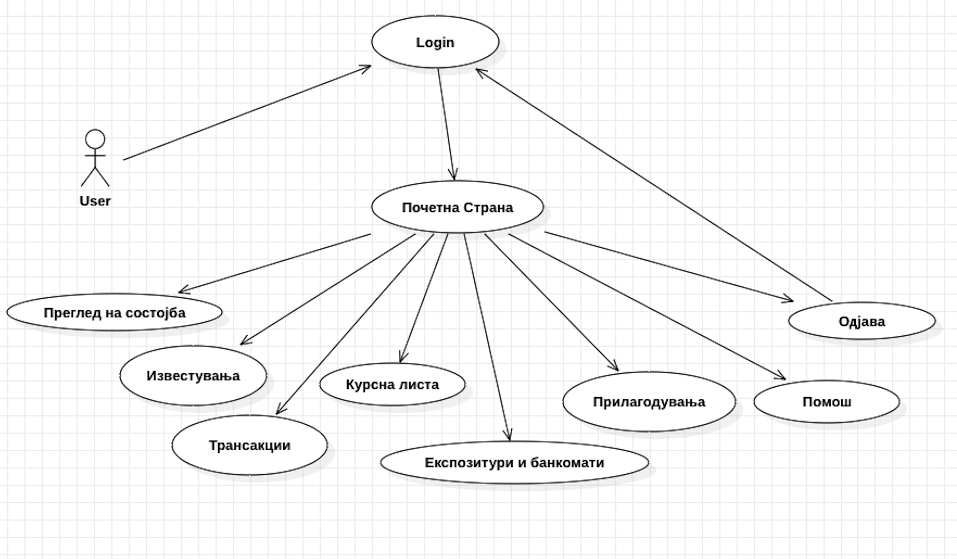 Login
User
Почетна Страна
Преглед на состојба
Одјава
Известувања
Курсна листа
Прилагодувања
Помош
Трансакции
Експозитури и банкомати